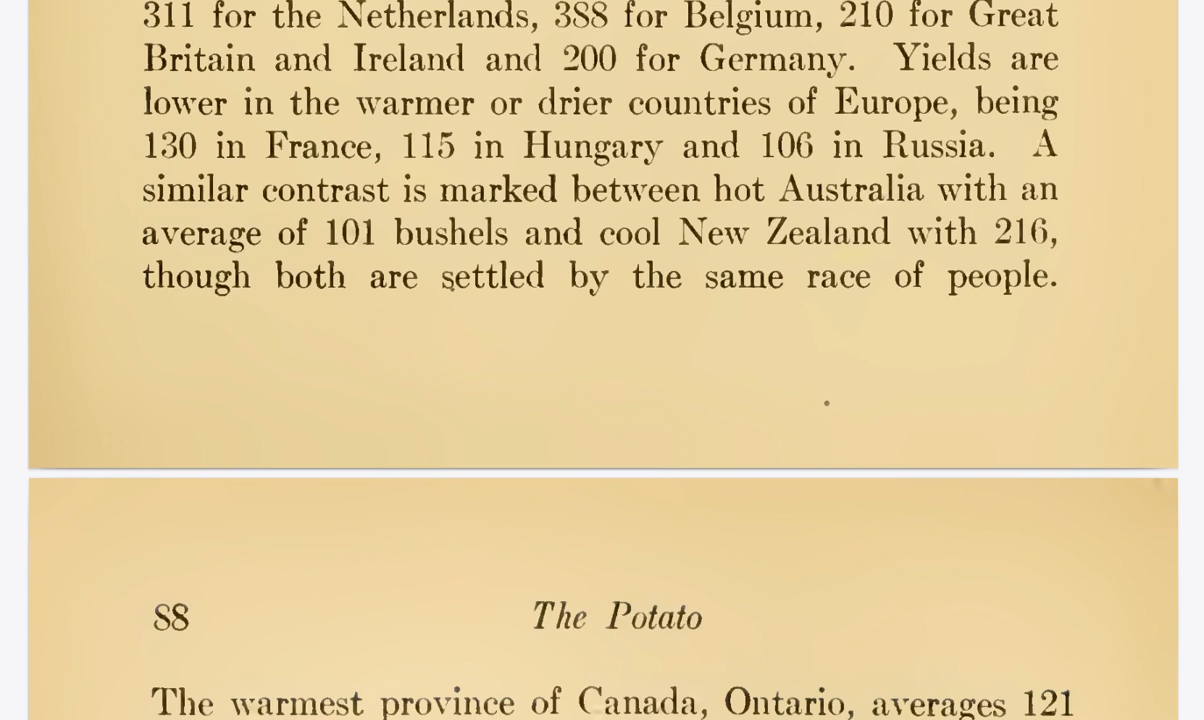 311 for the Netherlands, 388 for Belgium, 210 for Great
Britain and Ireland and 200 for Germany. Yields are
lower in the warmer or drier countries of Europe, being
130 in France, 115 in Hungary and 106 in Russia. A
similar contrast is marked between hot Australia with an
average of 101 bushels and cool New Zealand with 216,
though both are settled by the same race of people.
88 The Potato
The warmest province of Canada, Ontario, averages 121